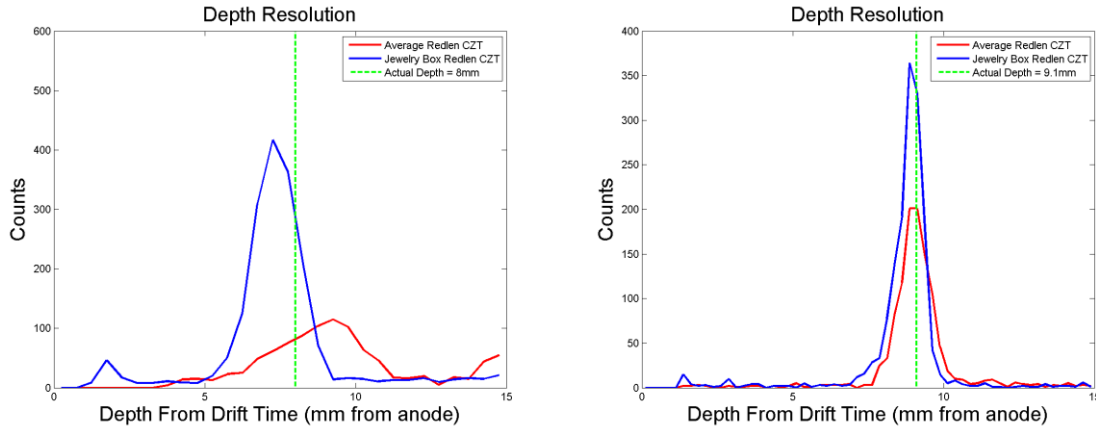 Depth Resolution
600
500
400
300
200
100
0
0
5
10
15
Counts
Depth From Drift Time (mm from anode)
Average Redlen CZT
Jewelry Box Redlen CZT
Actual Depth = 8mm
Depth Resolution
400
350
300
250
200
150
100
50
0
0
5
10
15
Counts
Depth From Drift Time (mm from anode)
Average Redlen CZT
Jewelry Box Redlen CZT
Actual Depth = 9.1mm